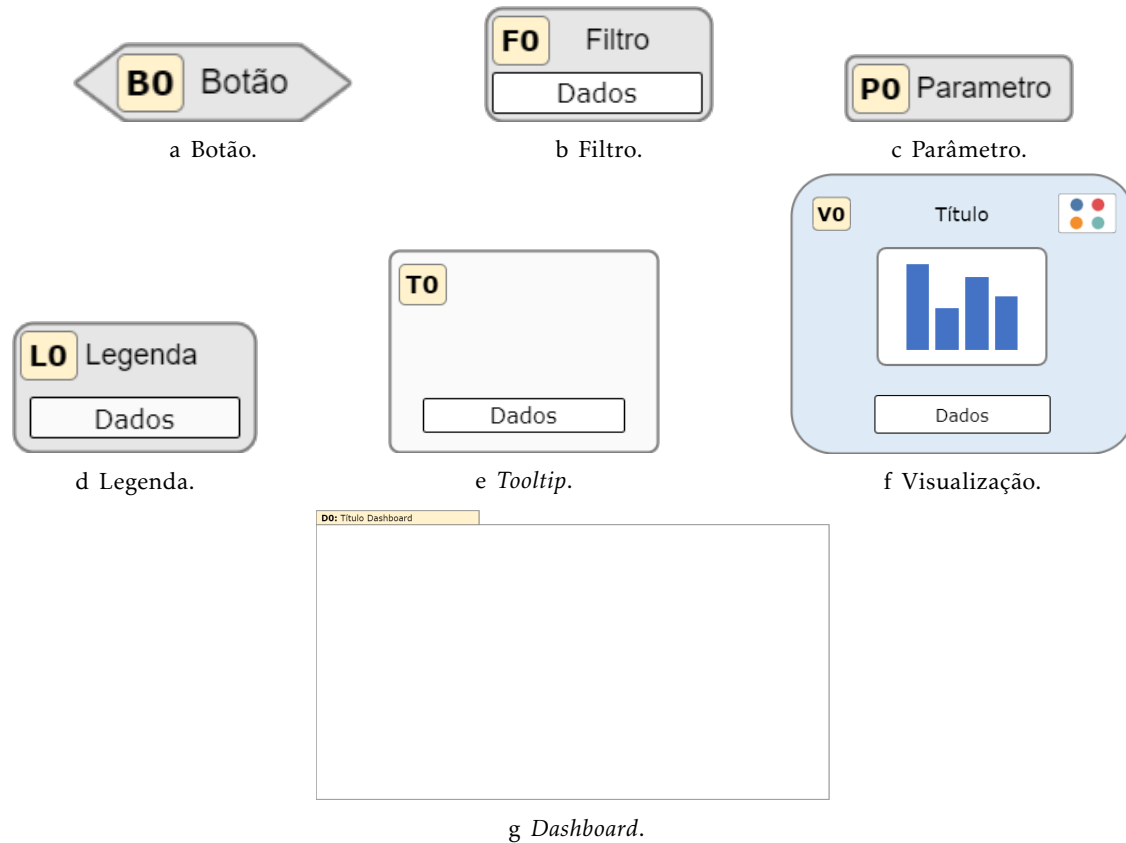 B0 Botão
a Botão.
F0 Filtro
Dados
b Filtro.
P0 Parametro
c Parâmetro.
L0 Legenda
Dados
d Legenda.
T0
Dados
e Tooltip.
V0 Título
Dados
f Visualização.
D0: Título Dashboard
g Dashboard.